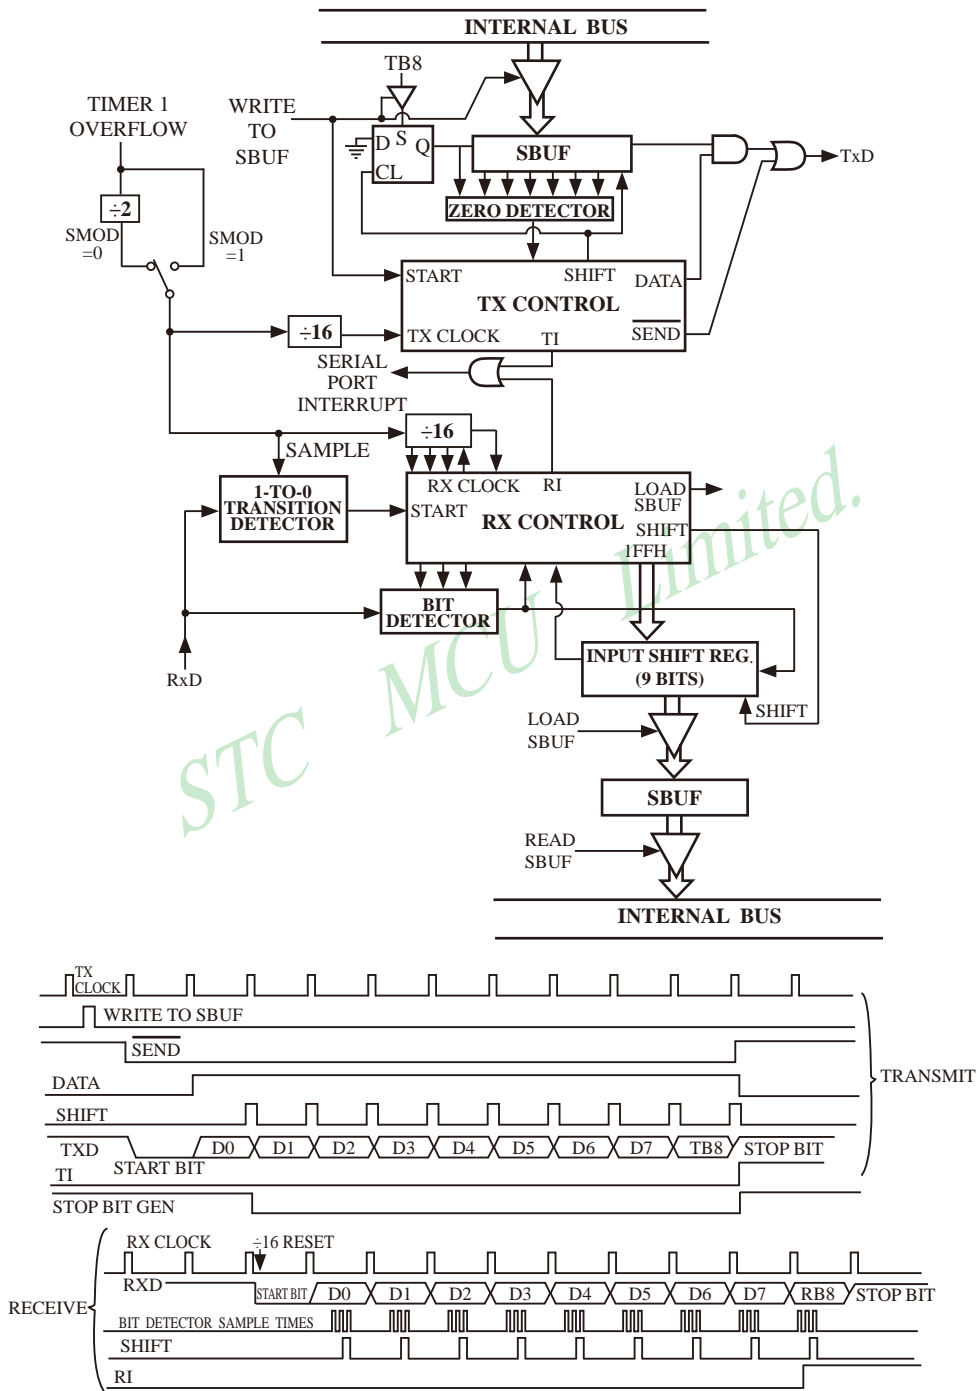 INTERNAL BUS
TB8
TIMER 1
OVERFLOW
WRITE
TO
SBUF
D S Q
CL
SBUF
TxD
ZERO DETECTOR
÷2
SMOD
=0
SMOD
=1
START
SHIFT
DATA
TX CONTROL
÷16
TX CLOCK
TI
SEND
SERIAL
PORT
INTERRUPT
÷16
SAMPLE
1-TO-0
TRANSITION
DETECTOR
RX CLOCK
RI
LOAD
SBUF
START
RX CONTROL
SHIFT
1FFH
BIT
DETECTOR
RxD
INPUT SHIFT REG.
(9 BITS)
SHIFT
LOAD
SBUF
SBUF
READ
SBUF
INTERNAL BUS
STC MCU Limited.
TX
CLOCK
WRITE TO SBUF
SEND
DATA
TRANSMIT
SHIFT
TXD
START BIT
D0 D1 D2 D3 D4 D5 D6 D7 TB8 STOP BIT
TI
STOP BIT GEN
RX CLOCK
÷16 RESET
RXD
START BIT D0 D1 D2 D3 D4 D5 D6 D7 RB8 STOP BIT
RECEIVE
BIT DETECTOR SAMPLE TIMES
SHIFT
RI